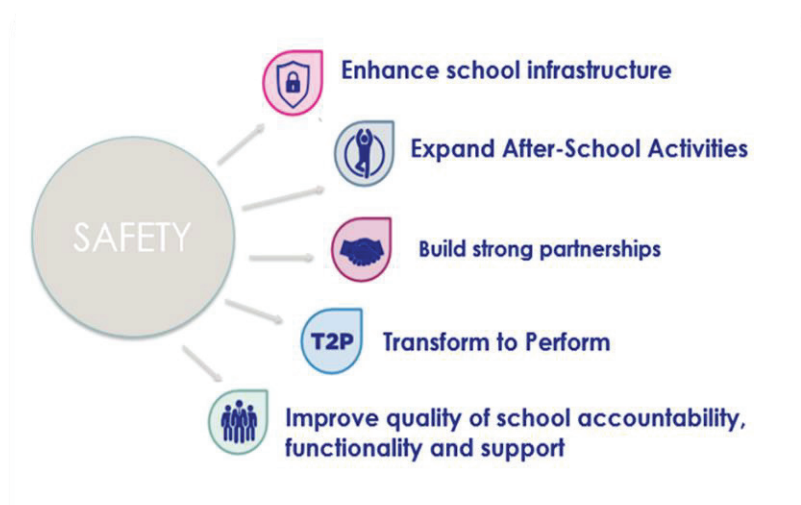 Enhance school infrastructure
Expand After-School Activities
SAFETY
Build strong partnerships
T2P Transform to Perform
Improve quality of school accountability,
functionality and support